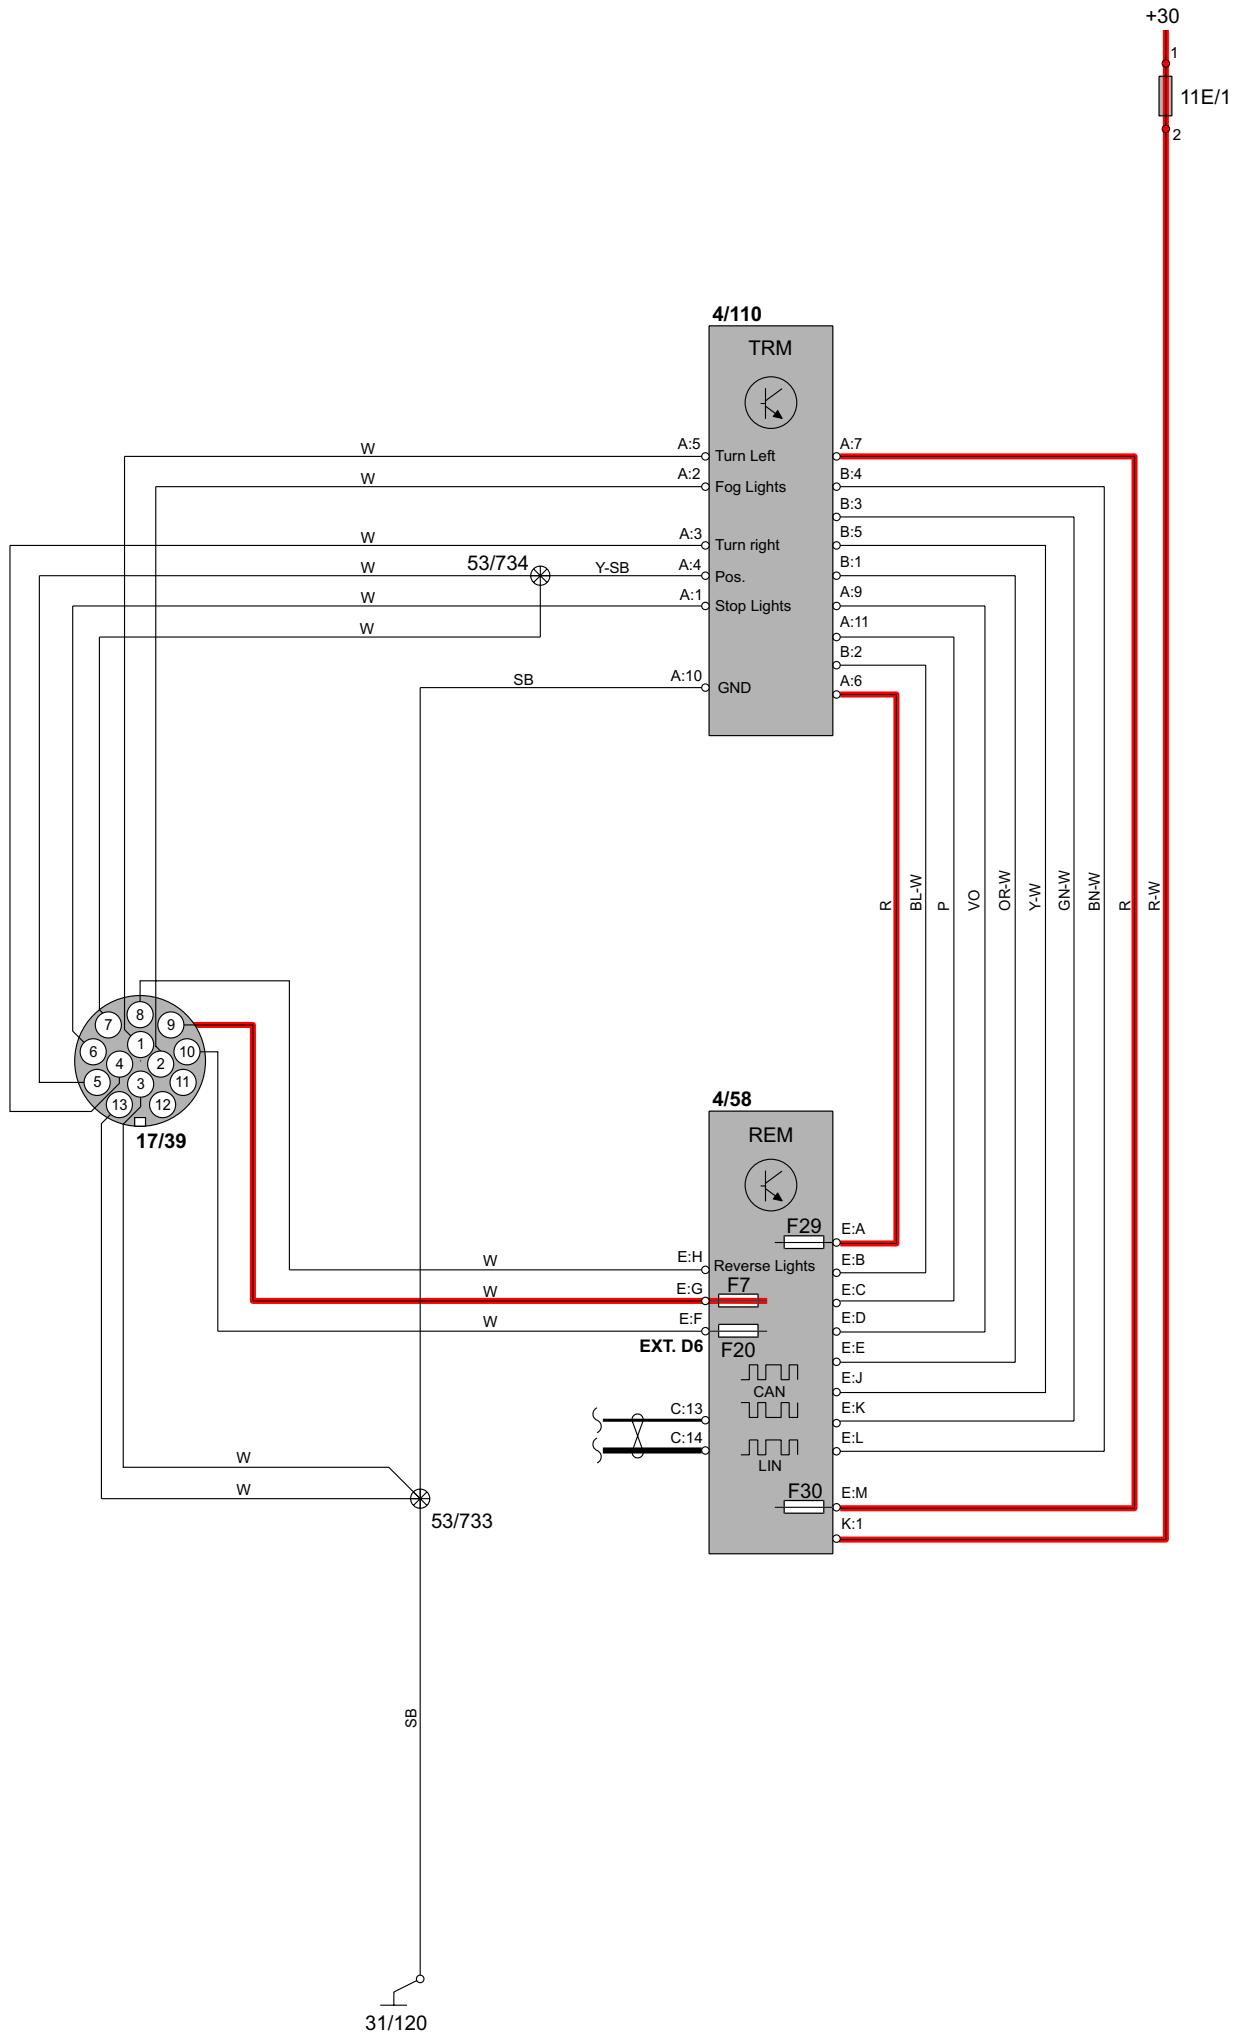 +30
1
11E/1
2
4/110
TRM
W
A:5
Turn Left
A:7
W
A:2
Fog Lights
B:4
B:3
W
A:3
Turn right
B:5
53/734
W
Y-SB
A:4
Pos.
B:1
W
A:1
Stop Lights
A:9
W
A:11
B:2
SB
A:10
GND
A:6
R
BL-W
P
VO
OR-W
Y-W
GN-W
BN-W
R
R-W
8
7
9
1
6
10
4
2
5
3
11
13
12
17/39
4/58
REM
F29
E:A
W
E:H
Reverse Lights
E:B
W
E:G
F7
E:C
W
E:F
E:D
EXT. D6
F20
E:E
CAN
E:J
C:13
E:K
C:14
E:L
LIN
W
W
F30
E:M
53/733
K:1
SB
31/120